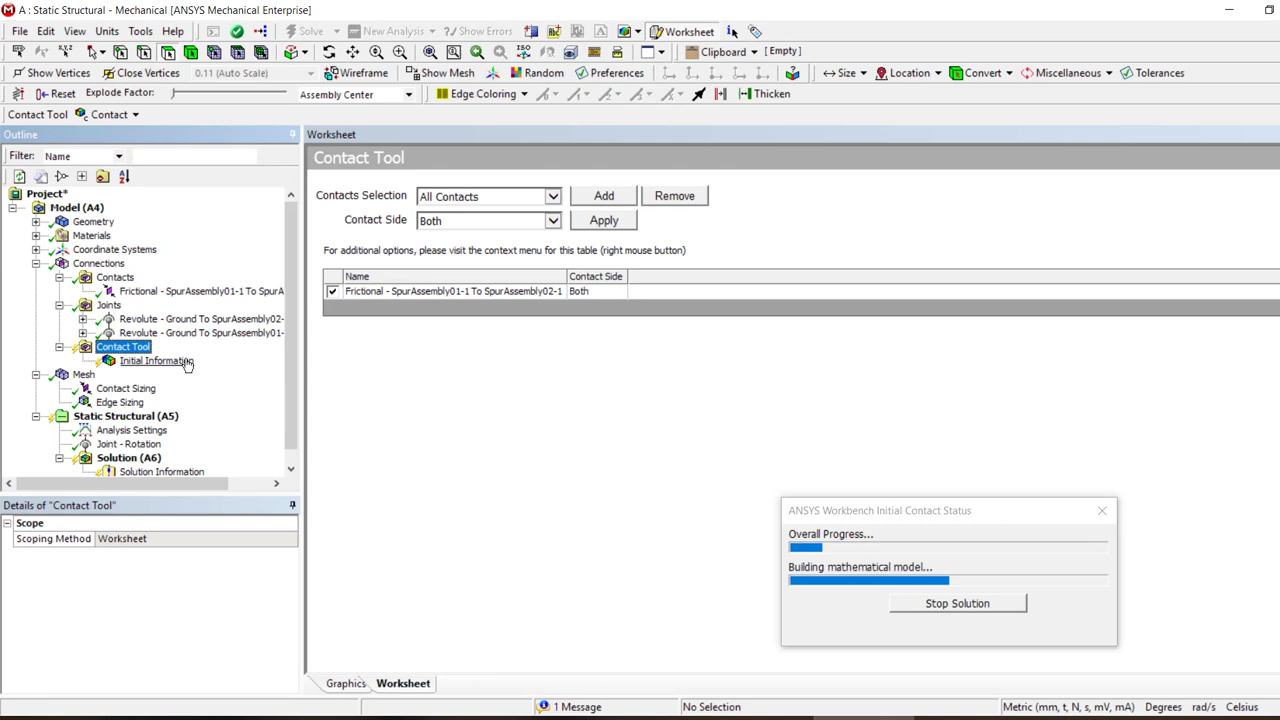 A : Static Structural - Mechanical [ANSYS Mechanical Enterprise]
File Edit View Units Tools Help Solve New Analysis Show Errors Worksheet
Clipboard [ Empty ]
Show Vertices Close Vertices 0.11 (Auto Scale) Wireframe Show Mesh Random Preferences Size Location Convert Miscellaneous Tolerances
Reset Explode Factor: Assembly Center Edge Coloring Thicken
Contact Tool Contact
Outline
Filter: Name
Project*
Model (A4)
Geometry
Materials
Coordinate Systems
Connections
Contacts
Frictional - SpurAssembly01-1 To SpurA
Joints
Revolute - Ground To SpurAssembly02-
Revolute - Ground To SpurAssembly01-
Contact Tool
Initial Information
Mesh
Contact Sizing
Edge Sizing
Static Structural (A5)
Analysis Settings
Joint - Rotation
Solution (A6)
Solution Information
Details of "Contact Tool"
Scope
Scoping Method Worksheet
Worksheet
Contact Tool
Contacts Selection All Contacts Add Remove
Contact Side Both Apply
For additional options, please visit the context menu for this table (right mouse button)
Name Contact Side
Frictional - SpurAssembly01-1 To SpurAssembly02-1 Both
ANSYS Workbench Initial Contact Status
Overall Progress...
Building mathematical model...
Stop Solution
Graphics Worksheet
1 Message No Selection Metric (mm, t, N, s, mV, mA) Degrees rad/s Celsius